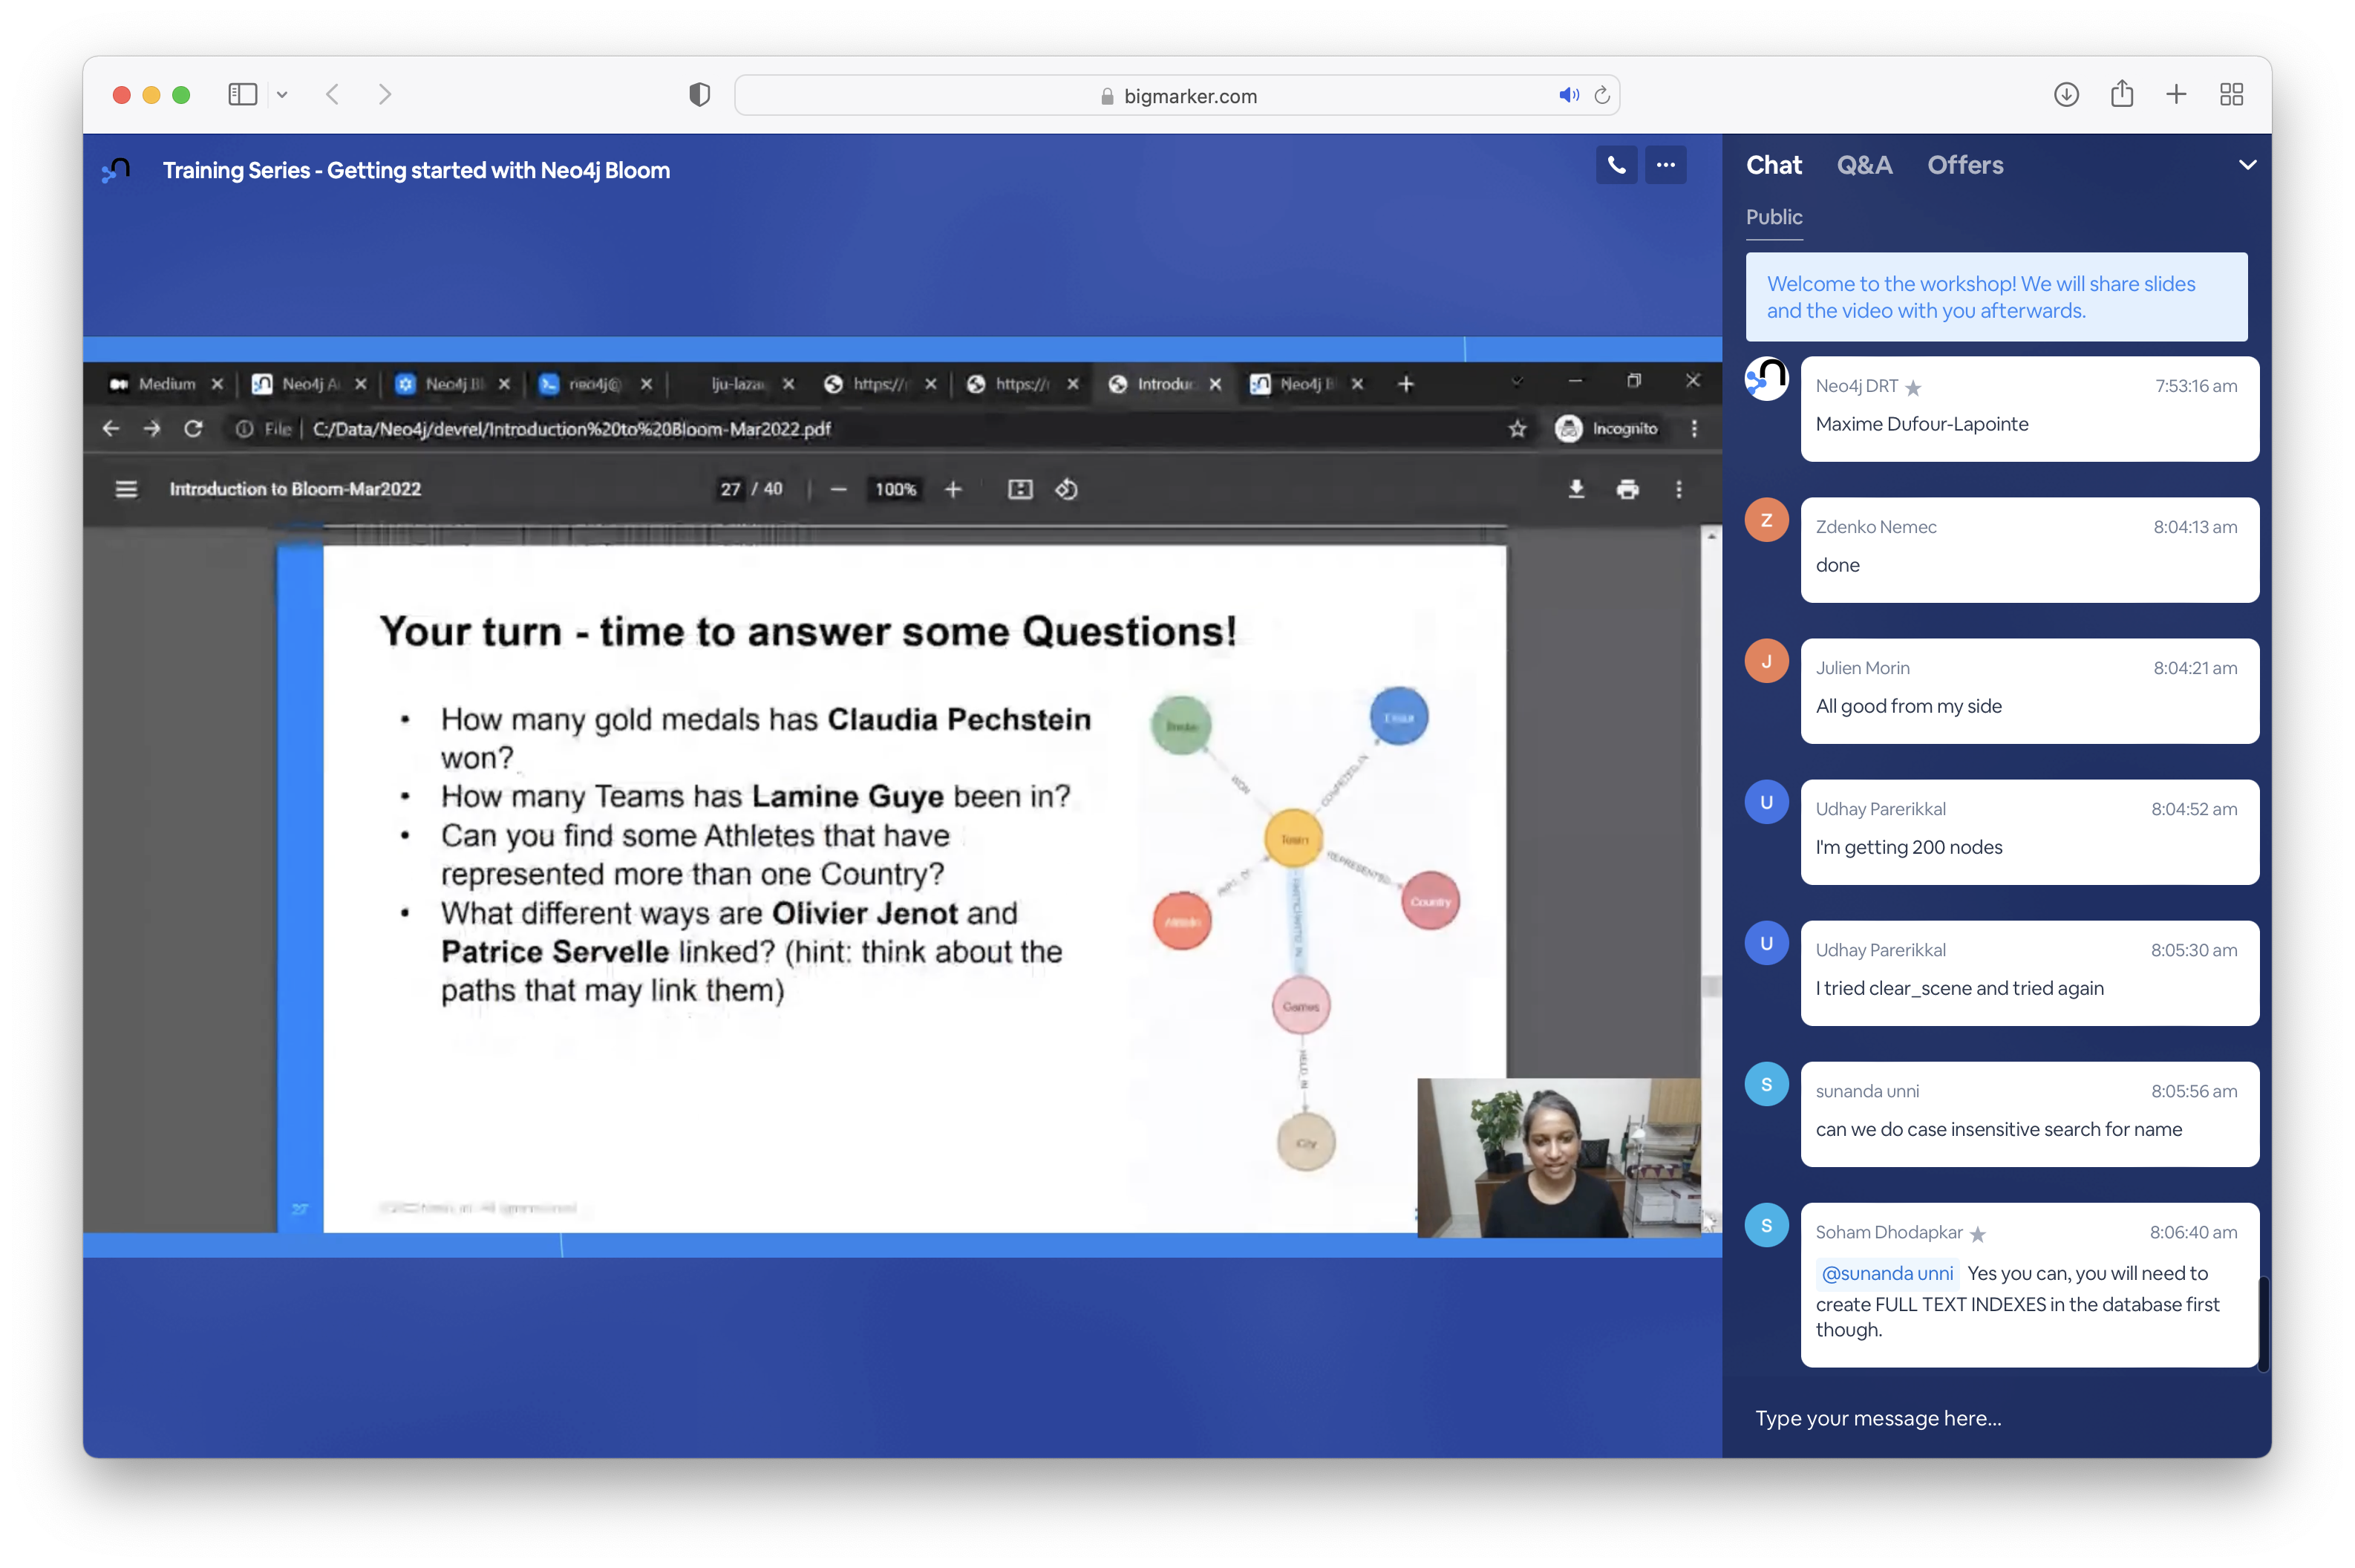 bigmarker.com
Training Series - Getting started with Neo4j Bloom
Medium
Neo4j
Neo4j Bl
neo4j@
lju-laza
https://
https://
Introduc
Neo4j B
File
C:/Data/Neo4j/devrel/Introduction%20to%20Bloom-Mar2022.pdf
Incognito
Introduction to Bloom-Mar2022
27 / 40
100%
Your turn - time to answer some Questions!
• How many gold medals has Claudia Pechstein
won?
• How many Teams has Lamine Guye been in?
• Can you find some Athletes that have
represented more than one Country?
• What different ways are Olivier Jenot and
Patrice Servelle linked? (hint: think about the
paths that may link them)
WON
COMPETED_IN
Team
REPRESENTED
Country
Games
HELD_IN
City
27
Chat Q&A Offers
Public
Welcome to the workshop! We will share slides
and the video with you afterwards.
Neo4j DRT 7:53:16 am
Maxime Dufour-Lapointe
Z
Zdenko Nemec 8:04:13 am
done
J
Julien Morin 8:04:21 am
All good from my side
U
Udhay Parerikkal 8:04:52 am
I'm getting 200 nodes
U
Udhay Parerikkal 8:05:30 am
I tried clear_scene and tried again
S
sunanda unni 8:05:56 am
can we do case insensitive search for name
S
Soham Dhodapkar 8:06:40 am
@sunanda unni Yes you can, you will need to
create FULL TEXT INDEXES in the database first
though.
Type your message here...